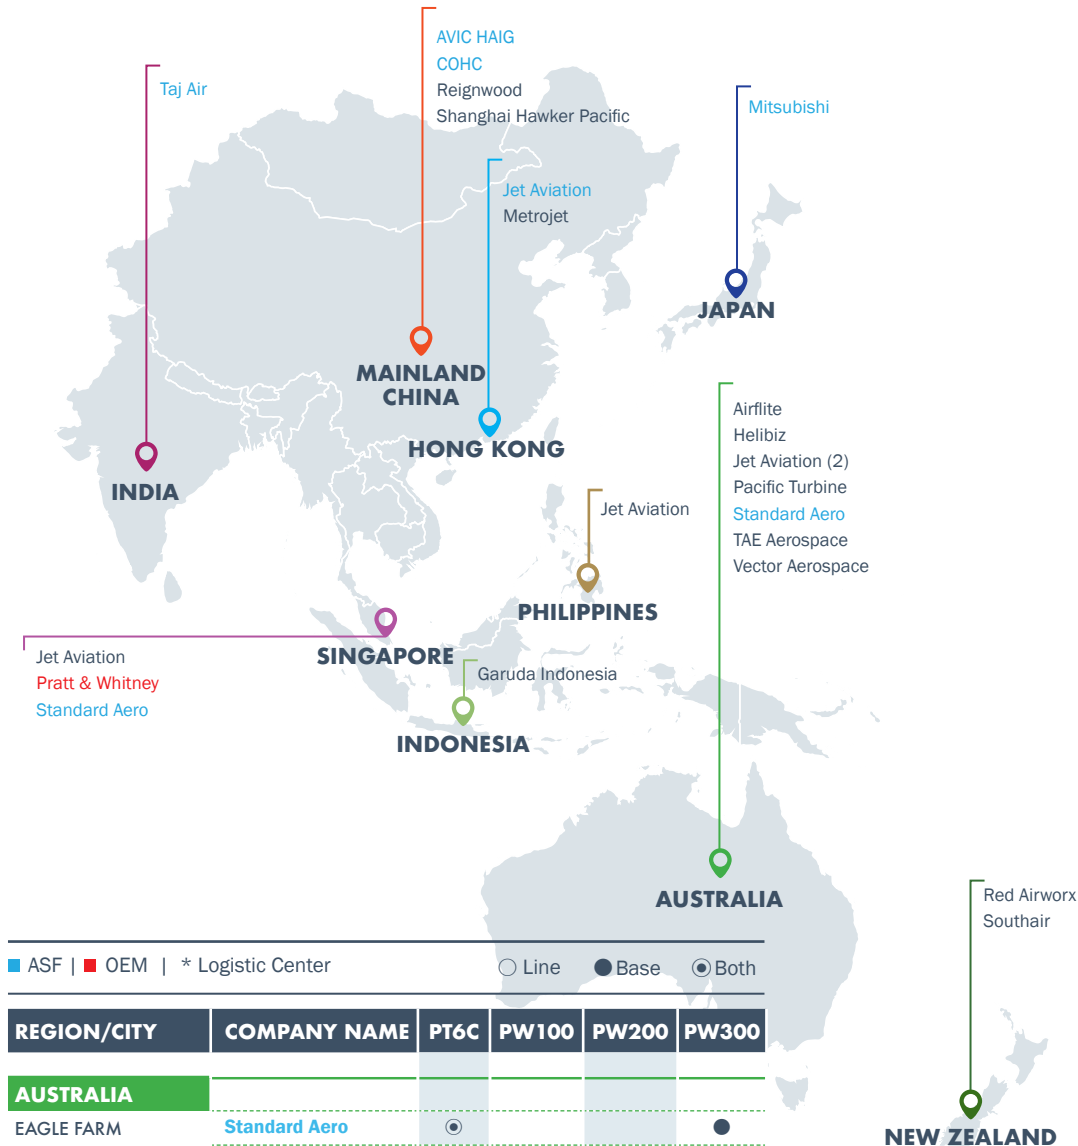 AVIC HAIG
COHC
Reignwood
Shanghai Hawker Pacific
Taj Air
Mitsubishi
Jet Aviation
Metrojet
JAPAN
MAINLAND
CHINA
HONG KONG
INDIA
Airflite
Helibiz
Jet Aviation (2)
Pacific Turbine
Standard Aero
TAE Aerospace
Vector Aerospace
Jet Aviation
PHILIPPINES
SINGAPORE
Jet Aviation
Pratt & Whitney
Standard Aero
Garuda Indonesia
INDONESIA
AUSTRALIA
Red Airworx
Southair
NEW ZEALAND
ASF | OEM | * Logistic Center Line Base Both
REGION/CITY COMPANY NAME PT6C PW100 PW200 PW300
AUSTRALIA
EAGLE FARM Standard Aero